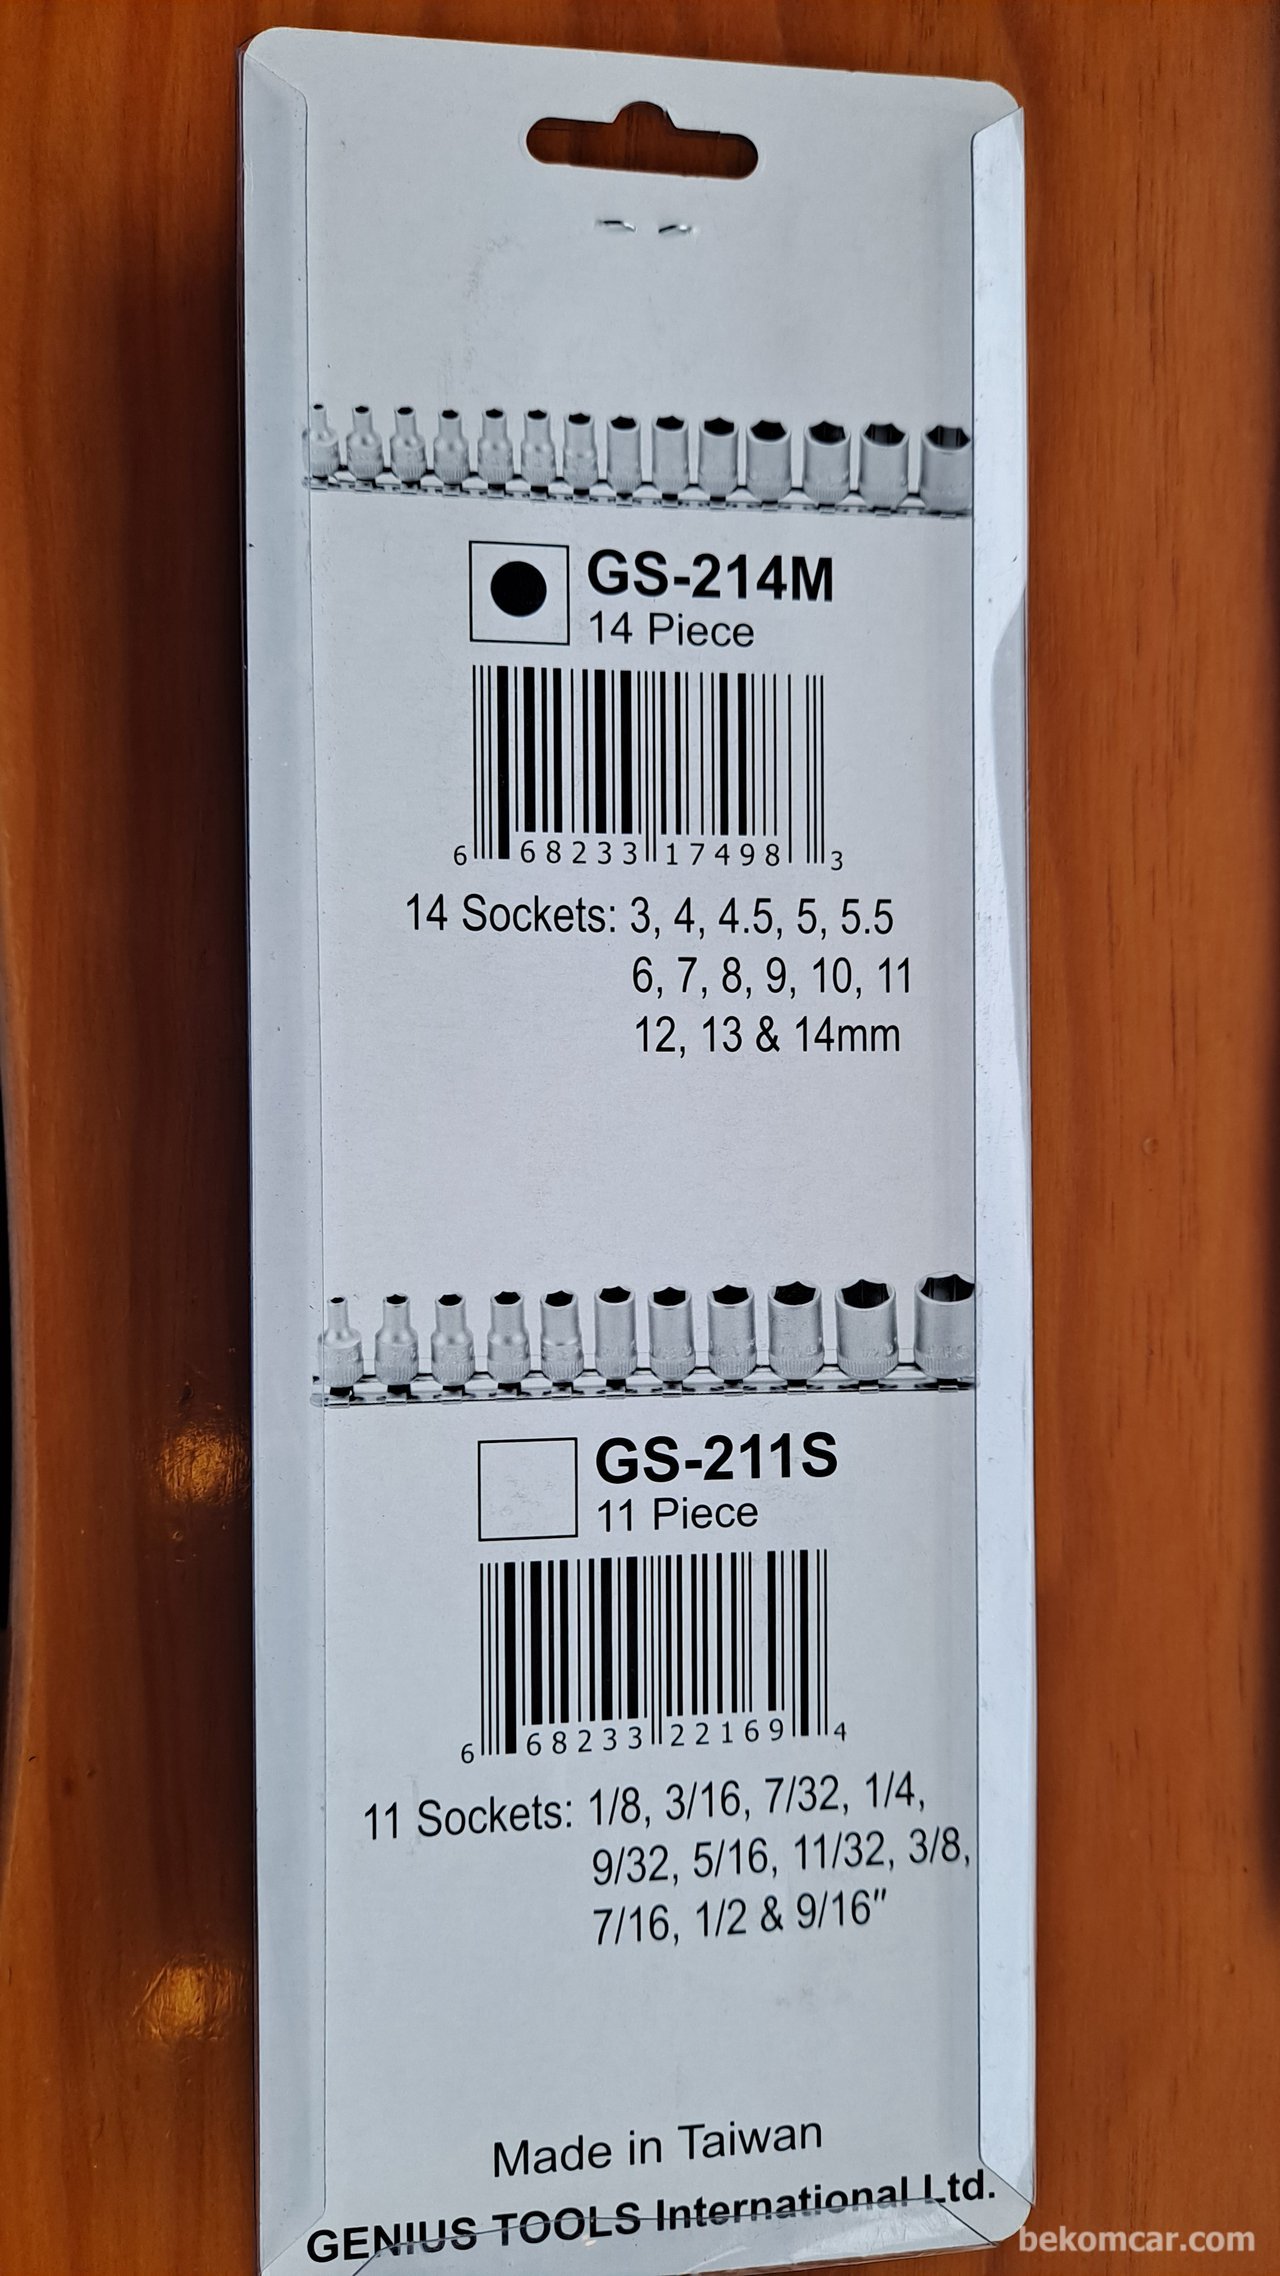 GS-214M
14 Piece
6 68233 17498 3
14 Sockets: 3, 4, 4.5, 5, 5.5
6, 7, 8, 9, 10, 11
12, 13 & 14mm
GS-211S
11 Piece
6 68233 22169 4
11 Sockets: 1/8, 3/16, 7/32, 1/4,
9/32, 5/16, 11/32, 3/8,
7/16, 1/2 & 9/16"
Made in Taiwan
GENIUS TOOLS International Ltd.
bekomcar.com